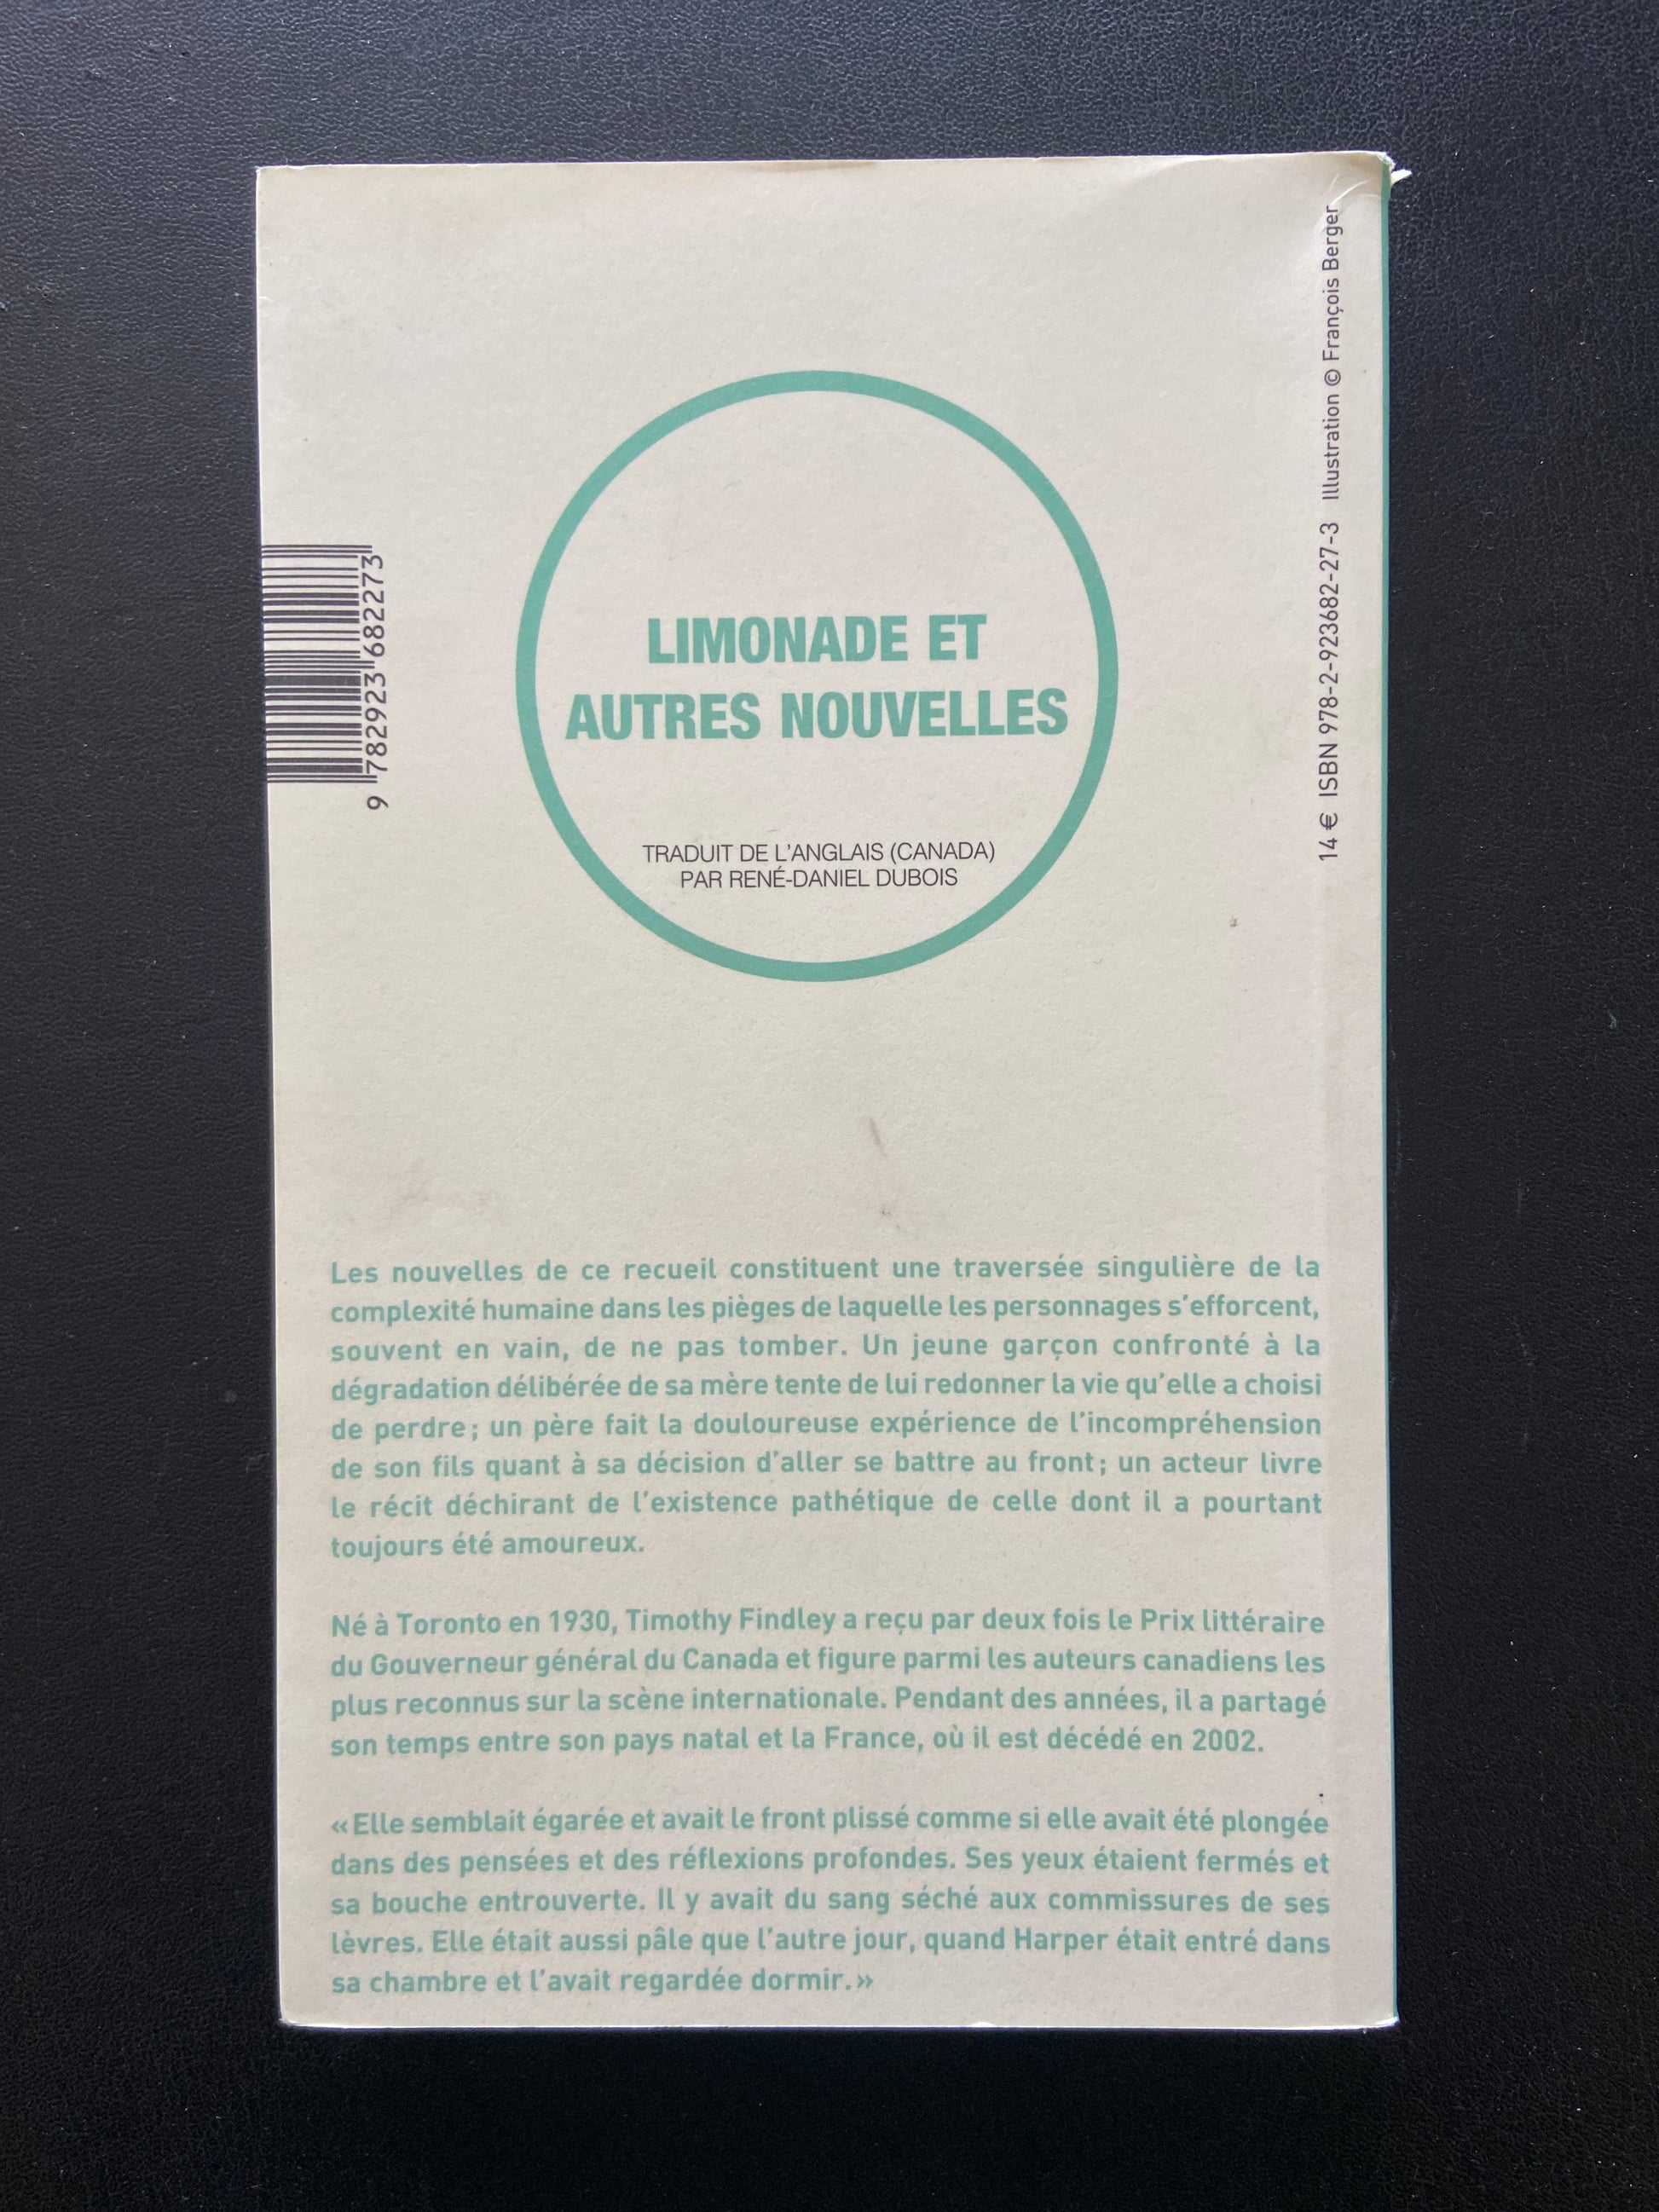 LIMONADE ET
AUTRES NOUVELLES
TRADUIT DE L'ANGLAIS (CANADA)
PAR RENÉ-DANIEL DUBOIS
9 782923 682273
14 € ISBN 978-2-923682-27-3 Illustration © François Berger
Les nouvelles de ce recueil constituent une traversée singulière de la
complexité humaine dans les pièges de laquelle les personnages s'efforcent,
souvent en vain, de ne pas tomber. Un jeune garçon confronté à la
dégradation délibérée de sa mère tente de lui redonner la vie qu'elle a choisi
de perdre; un père fait la douloureuse expérience de l'incompréhension
de son fils quant à sa décision d'aller se battre au front; un acteur livre
le récit déchirant de l'existence pathétique de celle dont il a pourtant
toujours été amoureux.
Né à Toronto en 1930, Timothy Findley a reçu par deux fois le Prix littéraire
du Gouverneur général du Canada et figure parmi les auteurs canadiens les
plus reconnus sur la scène internationale. Pendant des années, il a partagé
son temps entre son pays natal et la France, où il est décédé en 2002.
«Elle semblait égarée et avait le front plissé comme si elle avait été plongée
dans des pensées et des réflexions profondes. Ses yeux étaient fermés et
sa bouche entrouverte. Il y avait du sang séché aux commissures de ses
lèvres. Elle était aussi pâle que l'autre jour, quand Harper était entré dans
sa chambre et l'avait regardée dormir.»